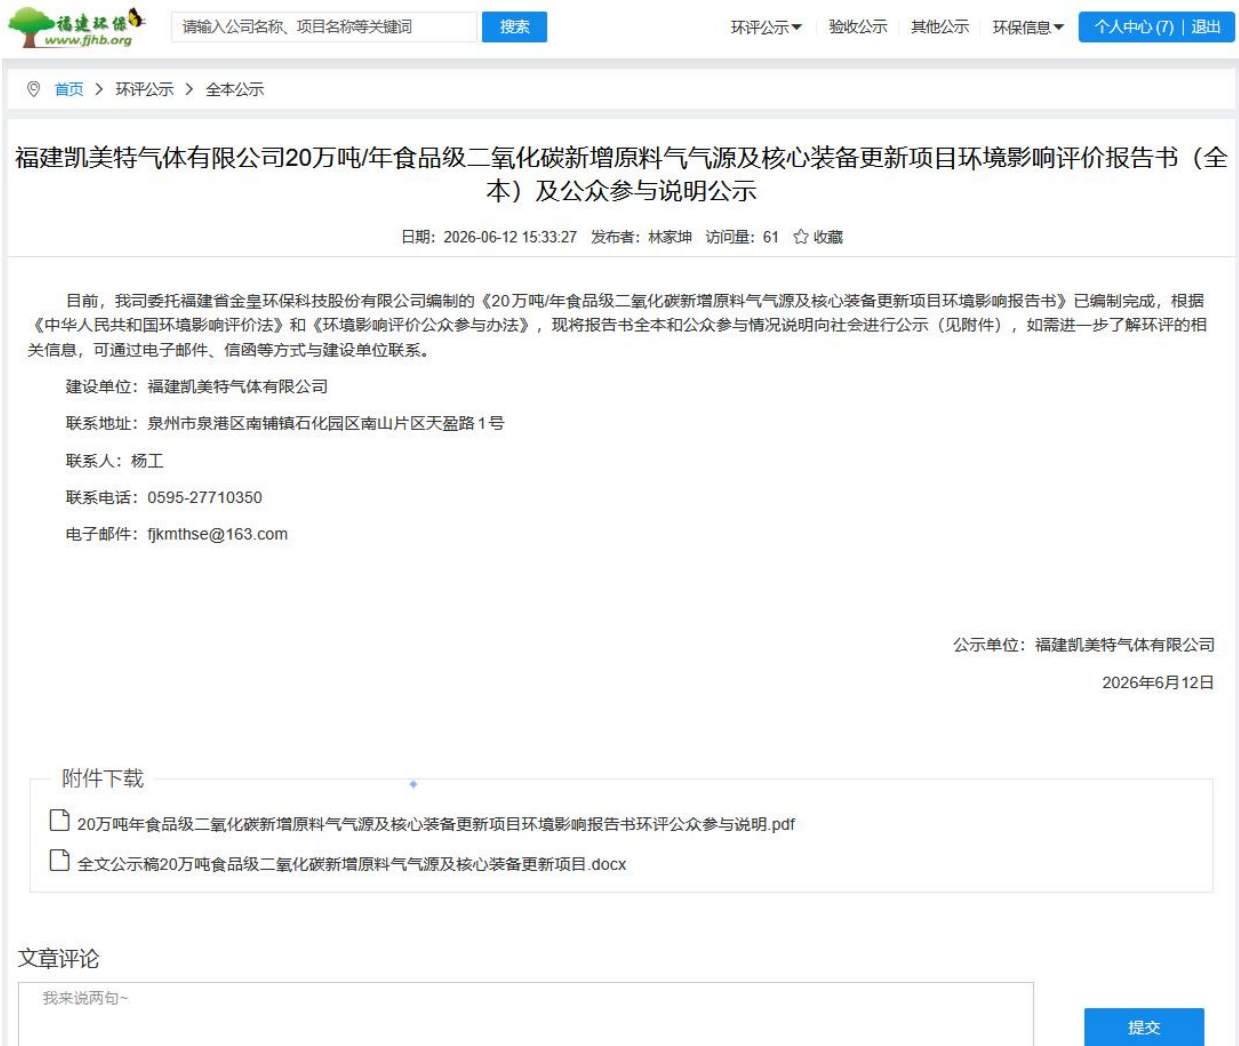 福建环保
www.fjhb.org
请输入公司名称、项目名称等关键词
搜索
环评公示 验收公示 其他公示 环保信息 个人中心 (7) | 退出
首页 > 环评公示 > 全本公示
福建凯美特气体有限公司20万吨/年食品级二氧化碳新增原料气气源及核心装备更新项目环境影响评价报告书（全
本）及公众参与说明公示
日期：2026-06-12 15:33:27 发布者：林家坤 访问量：61 收藏
目前，我司委托福建省金皇环保科技股份有限公司编制的《20万吨/年食品级二氧化碳新增原料气气源及核心装备更新项目环境影响报告书》已编制完成，根据
《中华人民共和国环境影响评价法》和《环境影响评价公众参与办法》，现将报告书全本和公众参与情况说明向社会进行公示（见附件），如需进一步了解环评的相
关信息，可通过电子邮件、信函等方式与建设单位联系。
建设单位：福建凯美特气体有限公司
联系地址：泉州市泉港区南铺镇石化园区南山片区天盈路1号
联系人：杨工
联系电话：0595-27710350
电子邮件：fjkmthse@163.com
公示单位：福建凯美特气体有限公司
2026年6月12日
附件下载
20万吨年食品级二氧化碳新增原料气气源及核心装备更新项目环境影响报告书环评公众参与说明.pdf
全文公示稿20万吨食品级二氧化碳新增原料气气源及核心装备更新项目.docx
文章评论
我来说两句~
提交